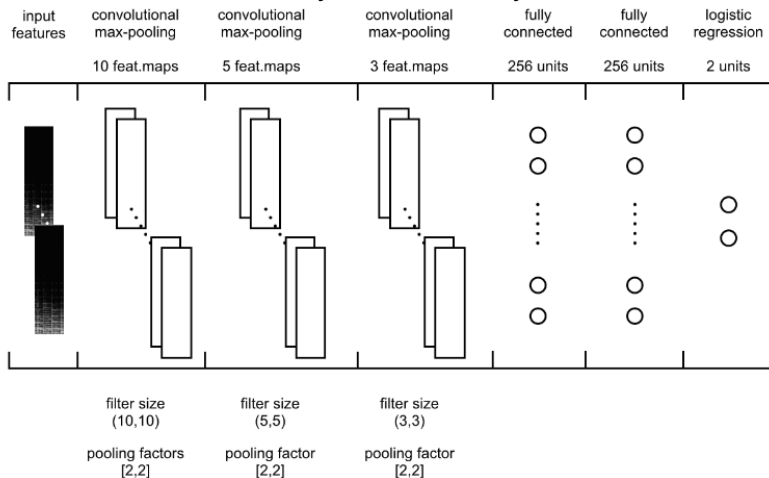 input
features
convolutional
max-pooling
10 feat.maps
convolutional
max-pooling
5 feat.maps
convolutional
max-pooling
3 feat.maps
fully
connected
256 units
fully
connected
256 units
logistic
regression
2 units
filter size
(10,10)
pooling factors
[2,2]
filter size
(5,5)
pooling factor
[2,2]
filter size
(3,3)
pooling factor
[2,2]